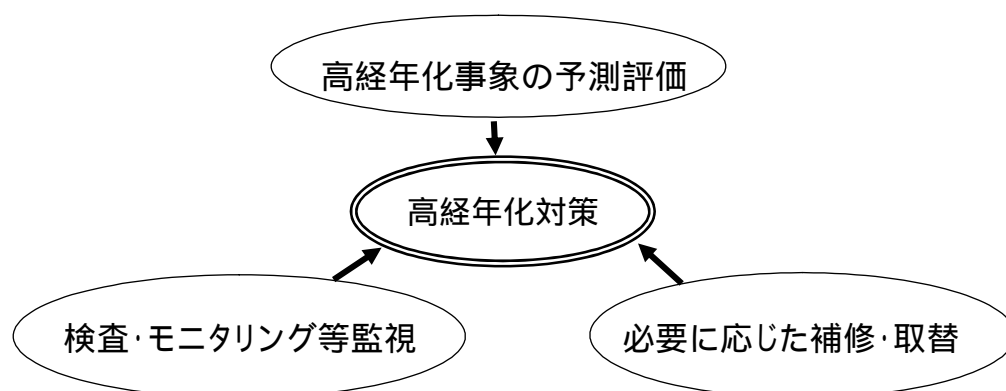 高経年化事象の予測評価
高経年化対策
検査･モニタリング等監視
必要に応じた補修･取替